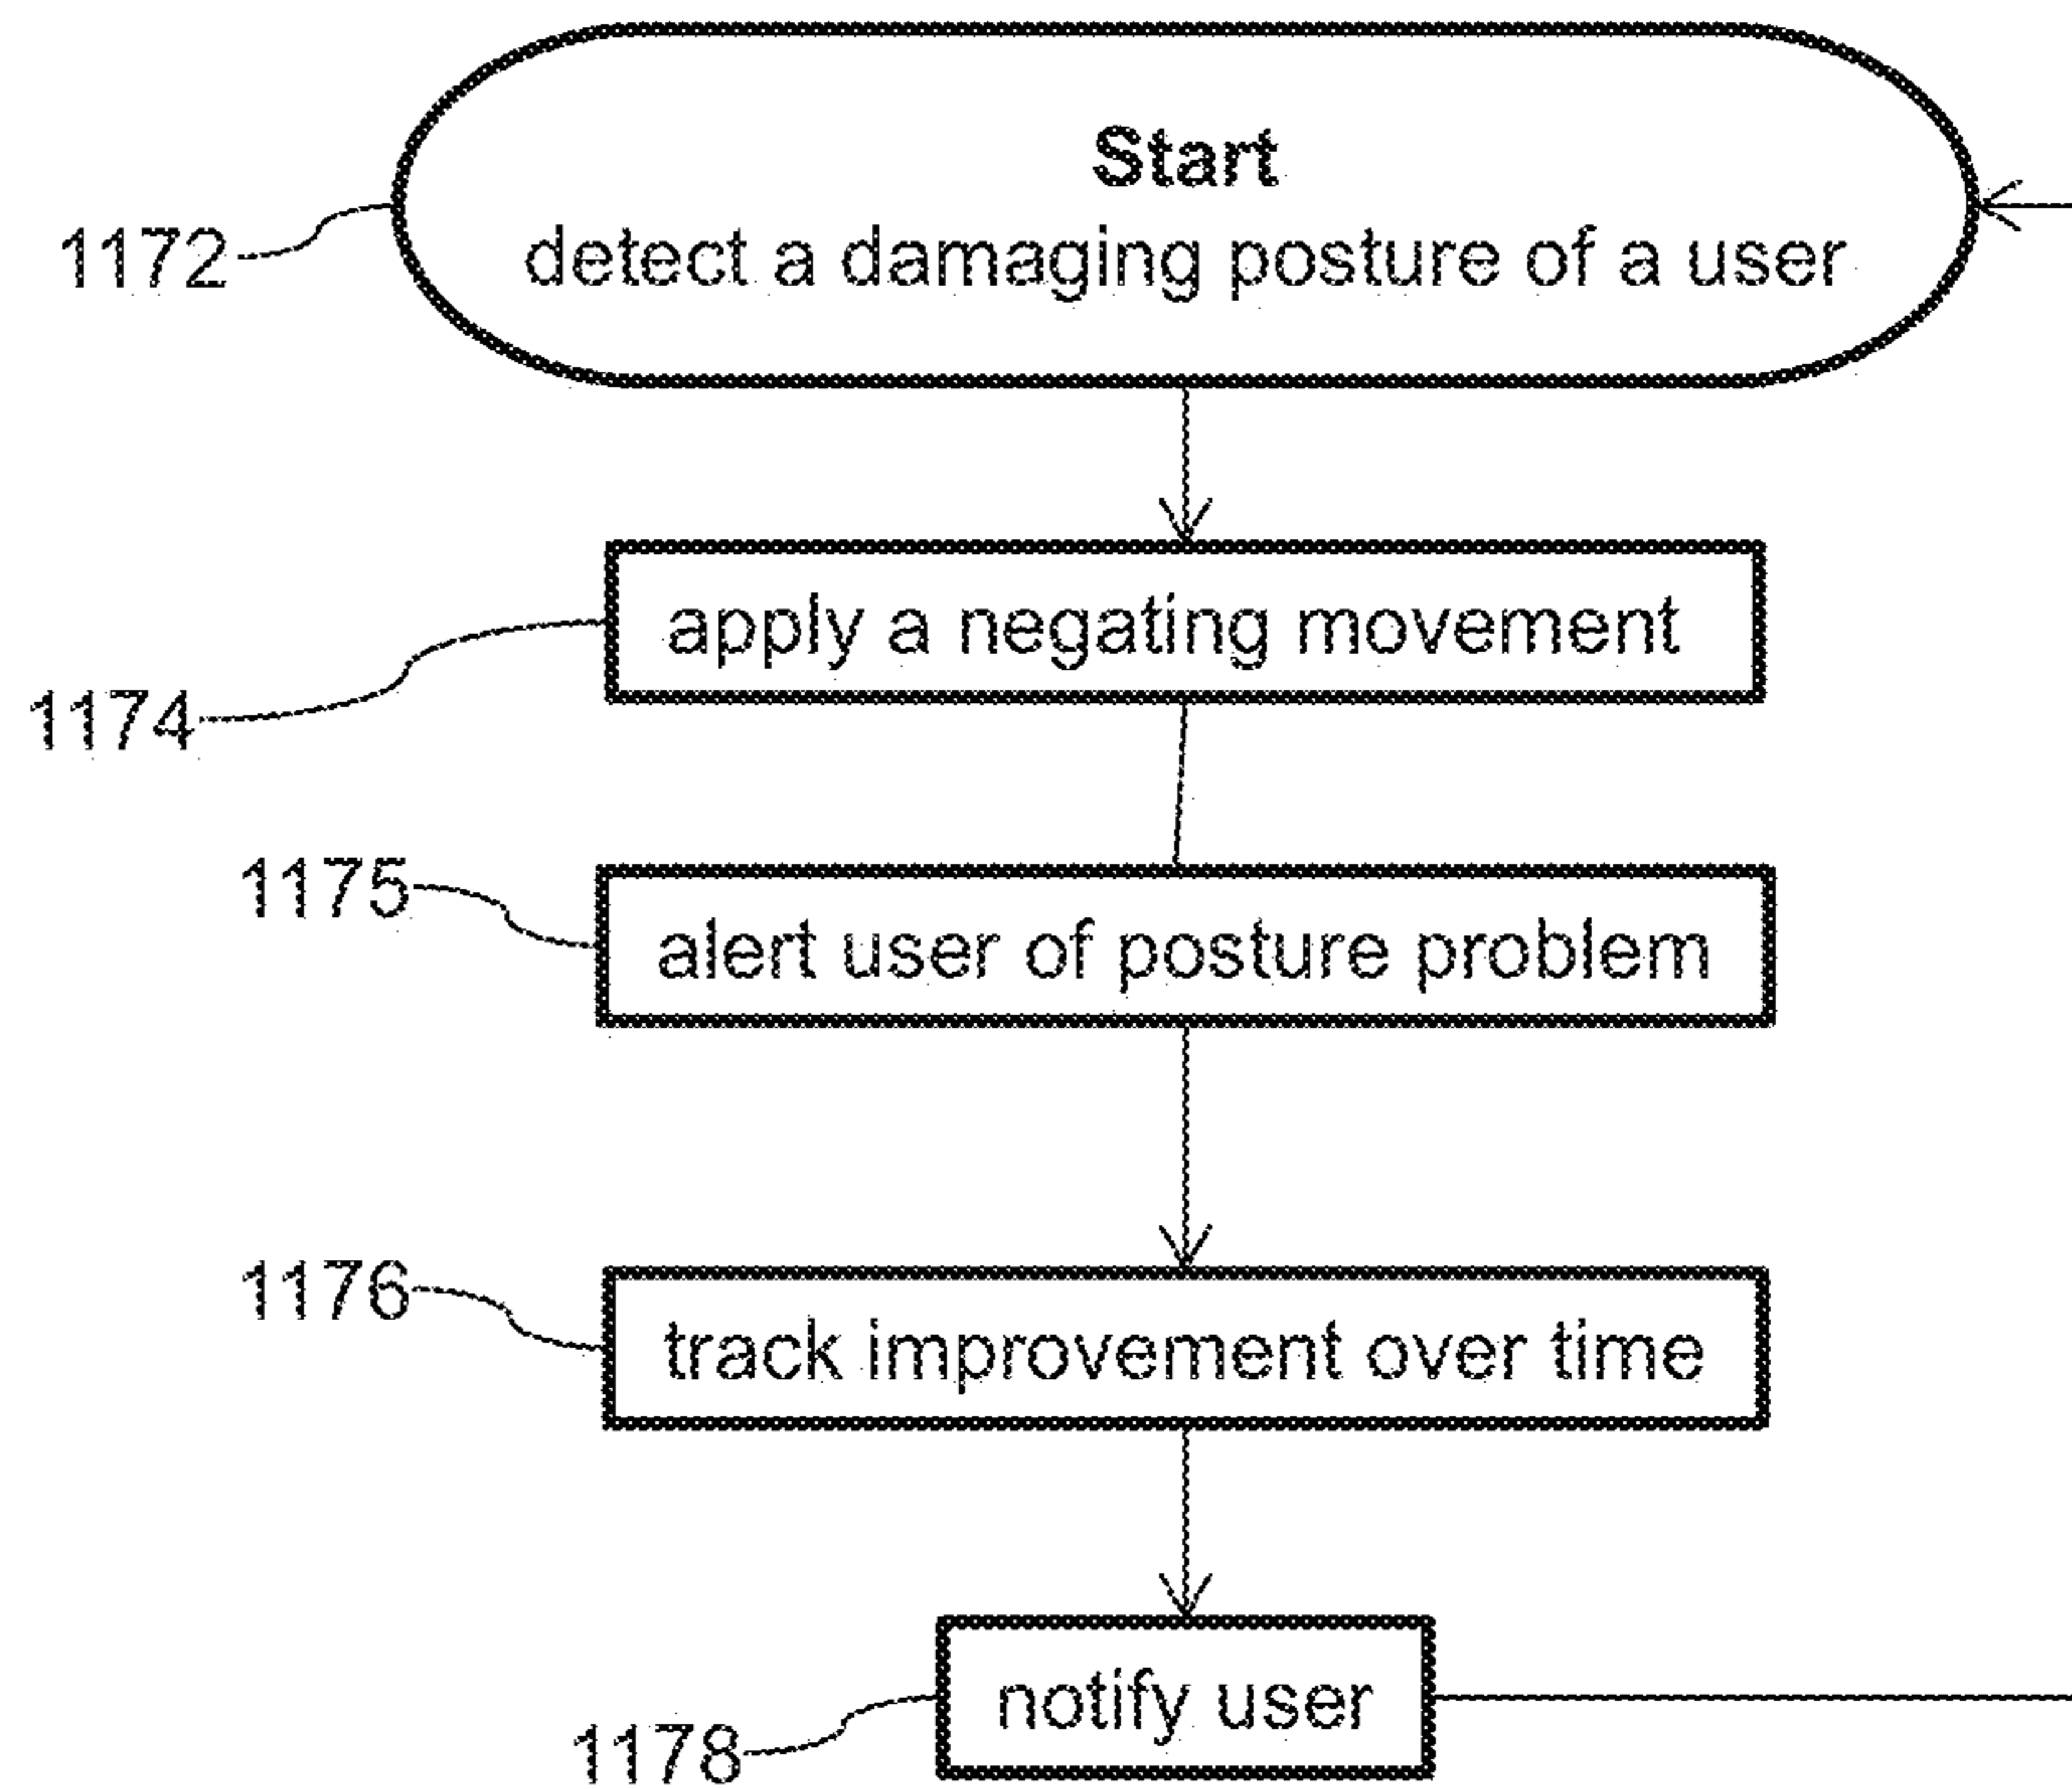 Start
detect a damaging posture of a user
1172
apply a negating movement
1174
1175
alert user of posture problem
1176
track improvement over time
notify user
1178